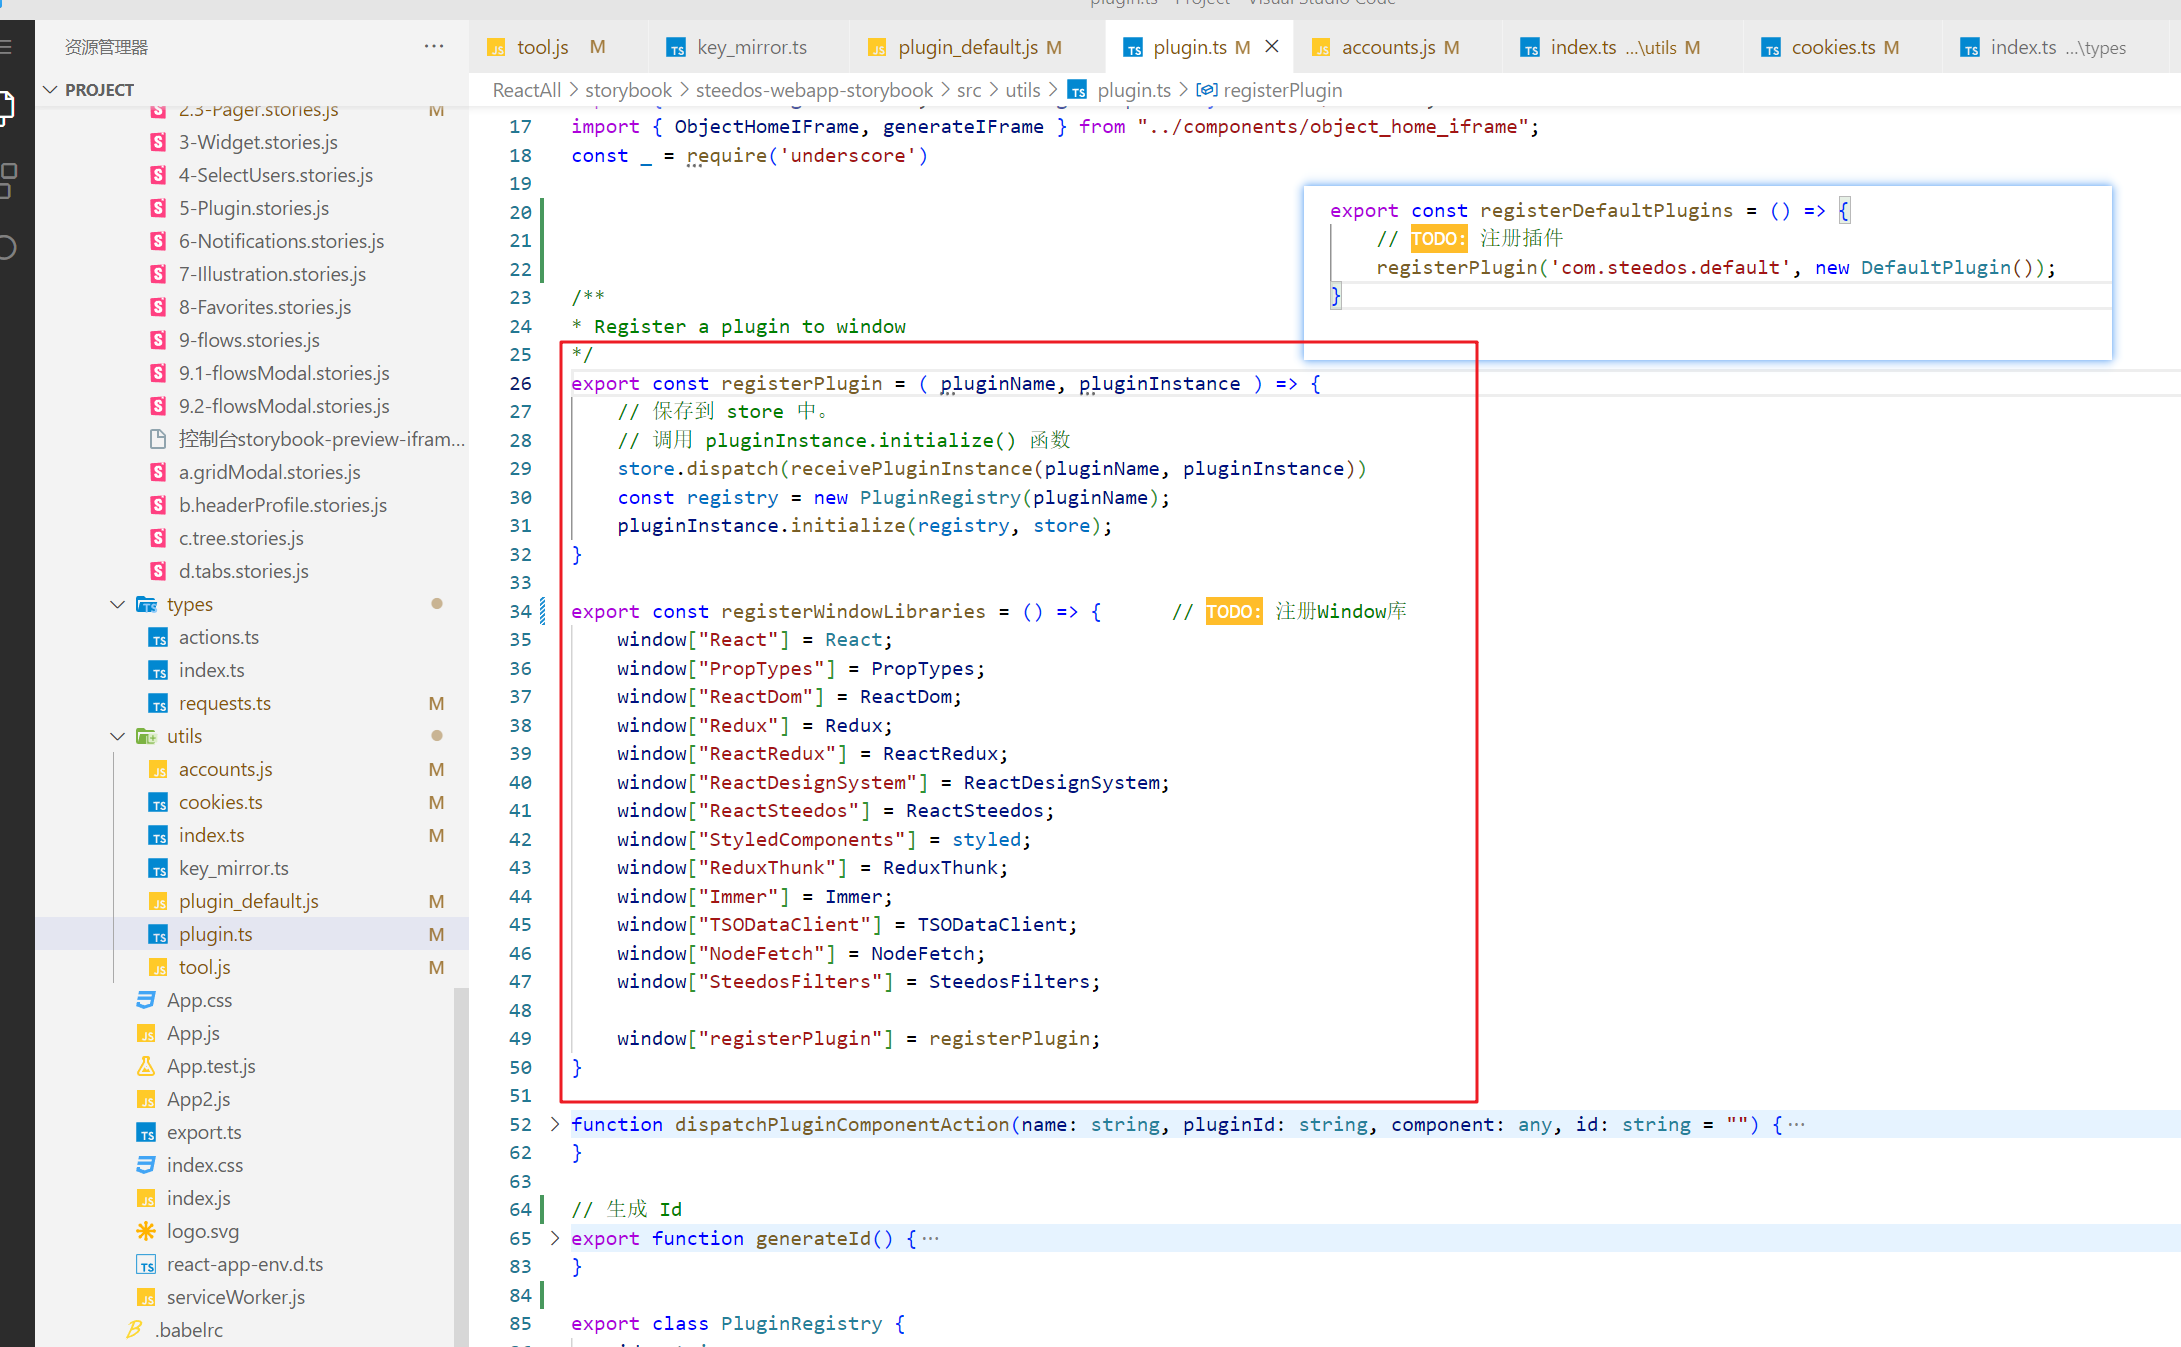 plugin.ts - Project - Visual Studio Code
资源管理器
PROJECT
2.3-Pager.stories.js M
3-Widget.stories.js
4-SelectUsers.stories.js
5-Plugin.stories.js
6-Notifications.stories.js
7-Illustration.stories.js
8-Favorites.stories.js
9-flows.stories.js
9.1-flowsModal.stories.js
9.2-flowsModal.stories.js
控制台storybook-preview-ifram...
a.gridModal.stories.js
b.headerProfile.stories.js
c.tree.stories.js
d.tabs.stories.js
types
actions.ts
index.ts
requests.ts M
utils
accounts.js M
cookies.ts M
index.ts M
key_mirror.ts
plugin_default.js M
plugin.ts M
tool.js M
App.css
App.js
App.test.js
App2.js
export.ts
index.css
index.js
logo.svg
react-app-env.d.ts
serviceWorker.js
.babelrc
tool.js M key_mirror.ts plugin_default.js M plugin.ts M accounts.js M index.ts ...\utils M cookies.ts M index.ts ...\types
ReactAll > storybook > steedos-webapp-storybook > src > utils > plugin.ts > registerPlugin
17 import { ObjectHomeIFrame, generateIFrame } from "../components/object_home_iframe";
18 const _ = require('underscore')
19
20
21
22
23 /**
24 * Register a plugin to window
25 */
26 export const registerPlugin = ( pluginName, pluginInstance ) => {
27 // 保存到 store 中。
28 // 调用 pluginInstance.initialize() 函数
29 store.dispatch(receivePluginInstance(pluginName, pluginInstance))
30 const registry = new PluginRegistry(pluginName);
31 pluginInstance.initialize(registry, store);
32 }
33
34 export const registerWindowLibraries = () => { // TODO: 注册Window库
35 window["React"] = React;
36 window["PropTypes"] = PropTypes;
37 window["ReactDom"] = ReactDom;
38 window["Redux"] = Redux;
39 window["ReactRedux"] = ReactRedux;
40 window["ReactDesignSystem"] = ReactDesignSystem;
41 window["ReactSteedos"] = ReactSteedos;
42 window["StyledComponents"] = styled;
43 window["ReduxThunk"] = ReduxThunk;
44 window["Immer"] = Immer;
45 window["TSODataClient"] = TSODataClient;
46 window["NodeFetch"] = NodeFetch;
47 window["SteedosFilters"] = SteedosFilters;
48
49 window["registerPlugin"] = registerPlugin;
50 }
51
52 function dispatchPluginComponentAction(name: string, pluginId: string, component: any, id: string = "") {···
62 }
63
64 // 生成 Id
65 export function generateId() {···
83 }
84
85 export class PluginRegistry {
export const registerDefaultPlugins = () => {
// TODO: 注册插件
registerPlugin('com.steedos.default', new DefaultPlugin());
}